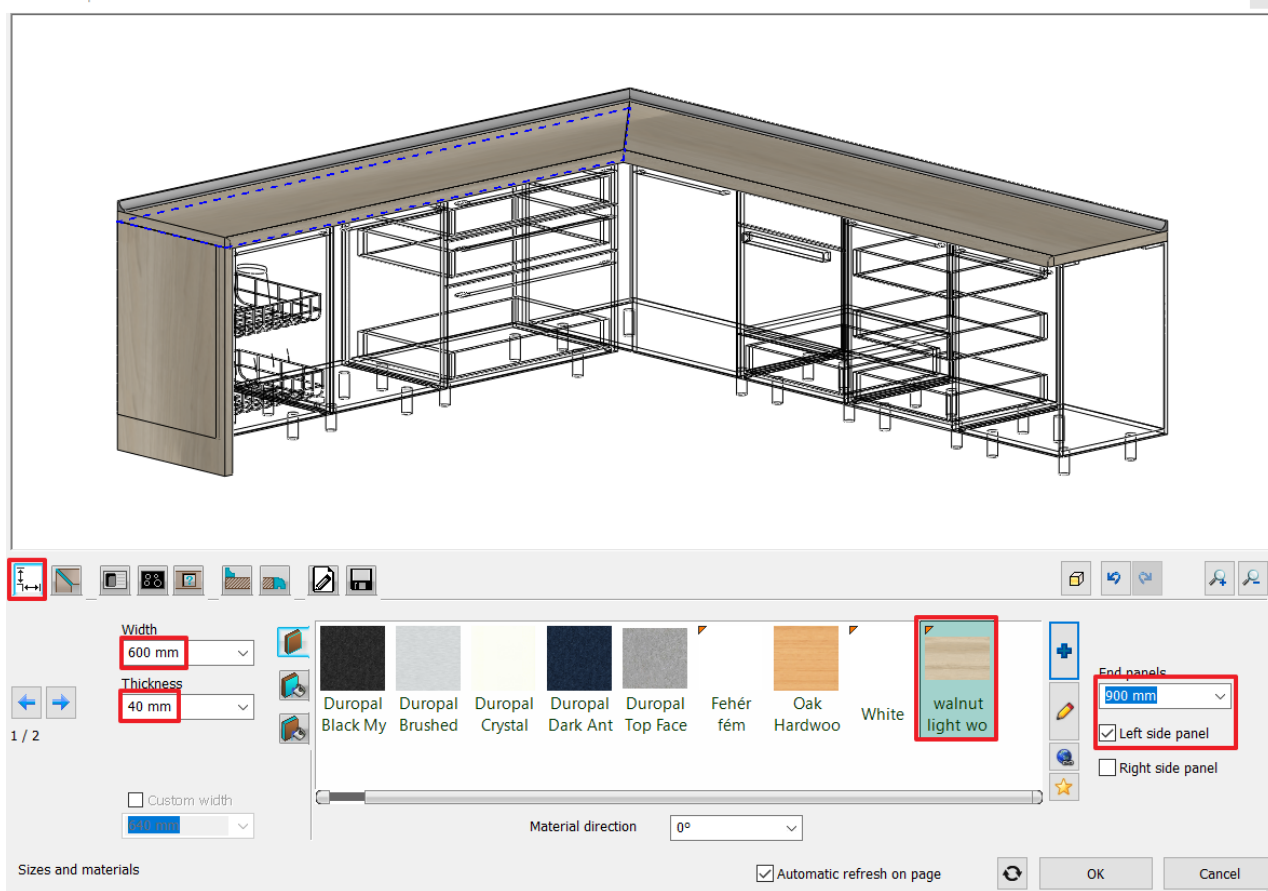 Width
600 mm
Thickness
40 mm
1 / 2
Custom width
640 mm
Duropal
Black My
Duropal
Brushed
Duropal
Crystal
Duropal
Dark Ant
Duropal
Top Face
Fehér
fém
Oak
Hardwoo
White
walnut
light wo
End panels
900 mm
Left side panel
Right side panel
Material direction
0°
Sizes and materials
Automatic refresh on page
OK
Cancel